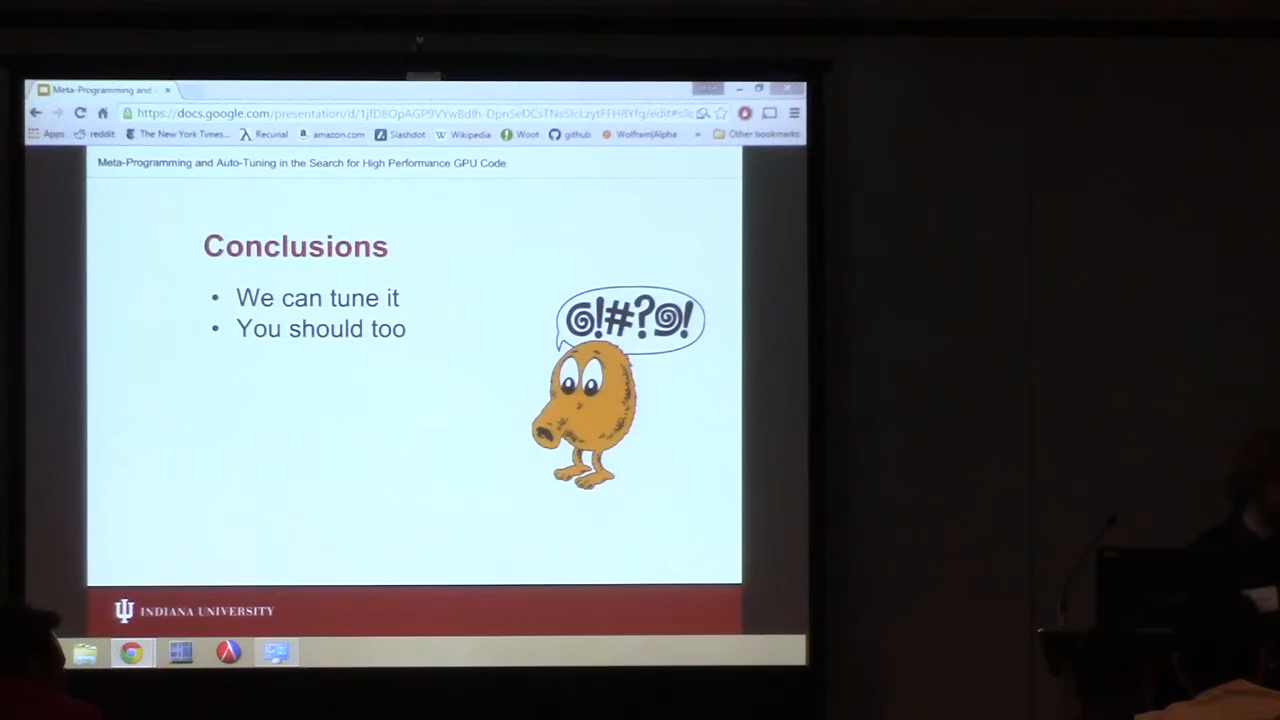 Meta-Programming and
https://docs.google.com/presentation/d/
Apps reddit The New York Times... Recunal amazon.com Slashdot Wikipedia Woot github Wolfram|Alpha » Other bookmarks
Meta-Programming and Auto-Tuning in the Search for High Performance GPU Code
Conclusions
• We can tune it
• You should too
@!#?@!
INDIANA UNIVERSITY